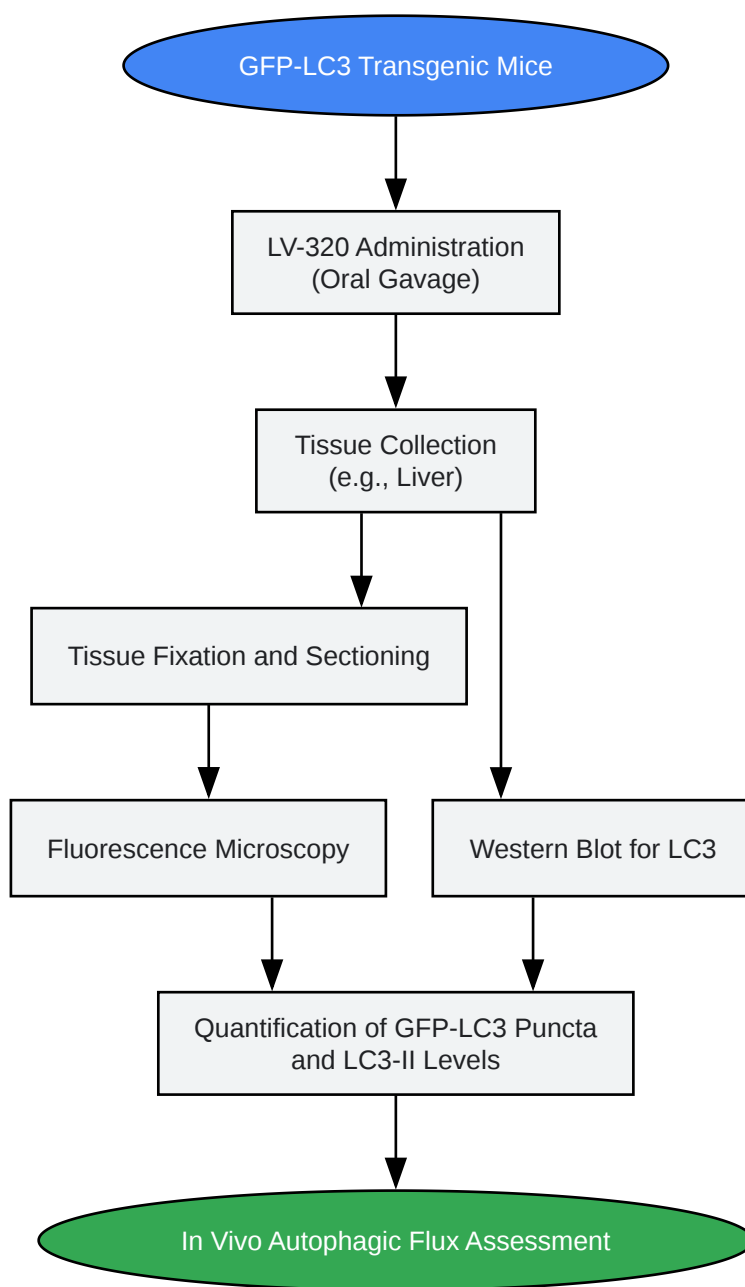 GFP-LC3 Transgenic Mice
LV-320 Administration
(Oral Gavage)
Tissue Collection
(e.g., Liver)
Tissue Fixation and Sectioning
Fluorescence Microscopy
Western Blot for LC3
Quantification of GFP-LC3 Puncta
and LC3-II Levels
In Vivo Autophagic Flux Assessment